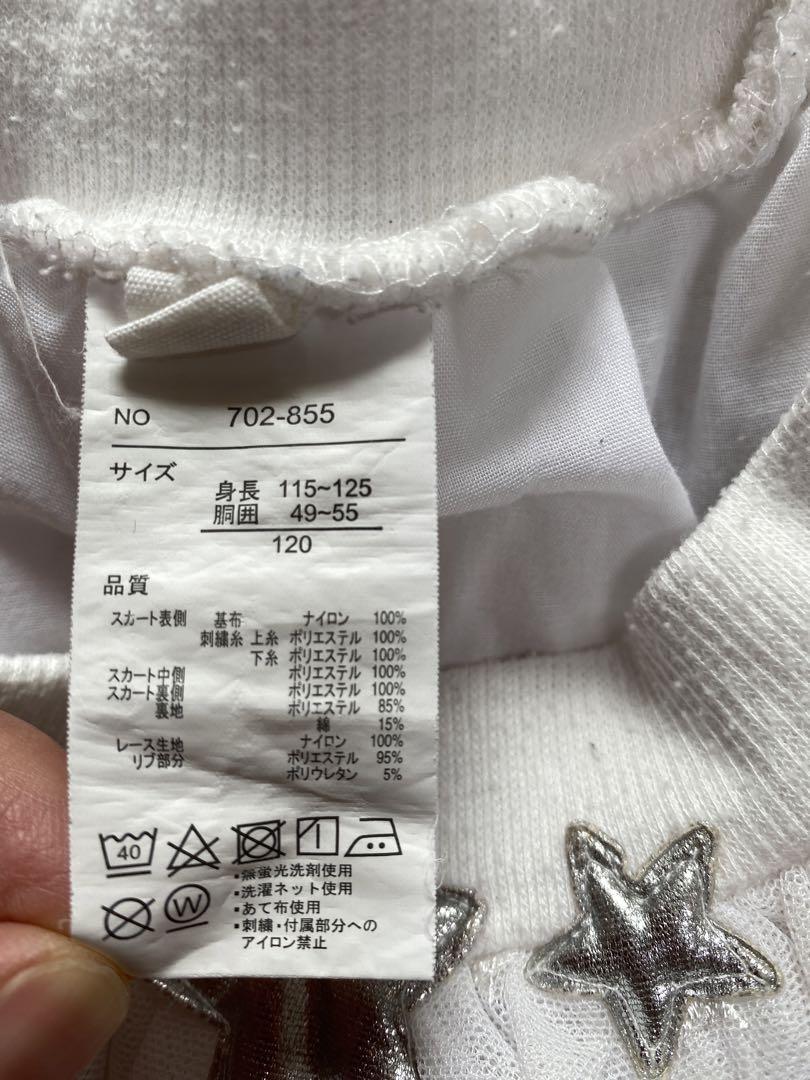 NO 702-855
サイズ
身長 115~125
胴囲 49~55
120
品質
スカート表側 基布 ナイロン 100%
刺繍糸 上糸 ポリエステル 100%
下糸 ポリエステル 100%
スカート中側 ポリエステル 100%
スカート裏側 ポリエステル 100%
裏地 ポリエステル 85%
綿 15%
レース生地 ナイロン 100%
リブ部分 ポリエステル 95%
ポリウレタン 5%
40
W
・無蛍光洗剤使用
・洗濯ネット使用
・あて布使用
・刺繍・付属部分への
アイロン禁止